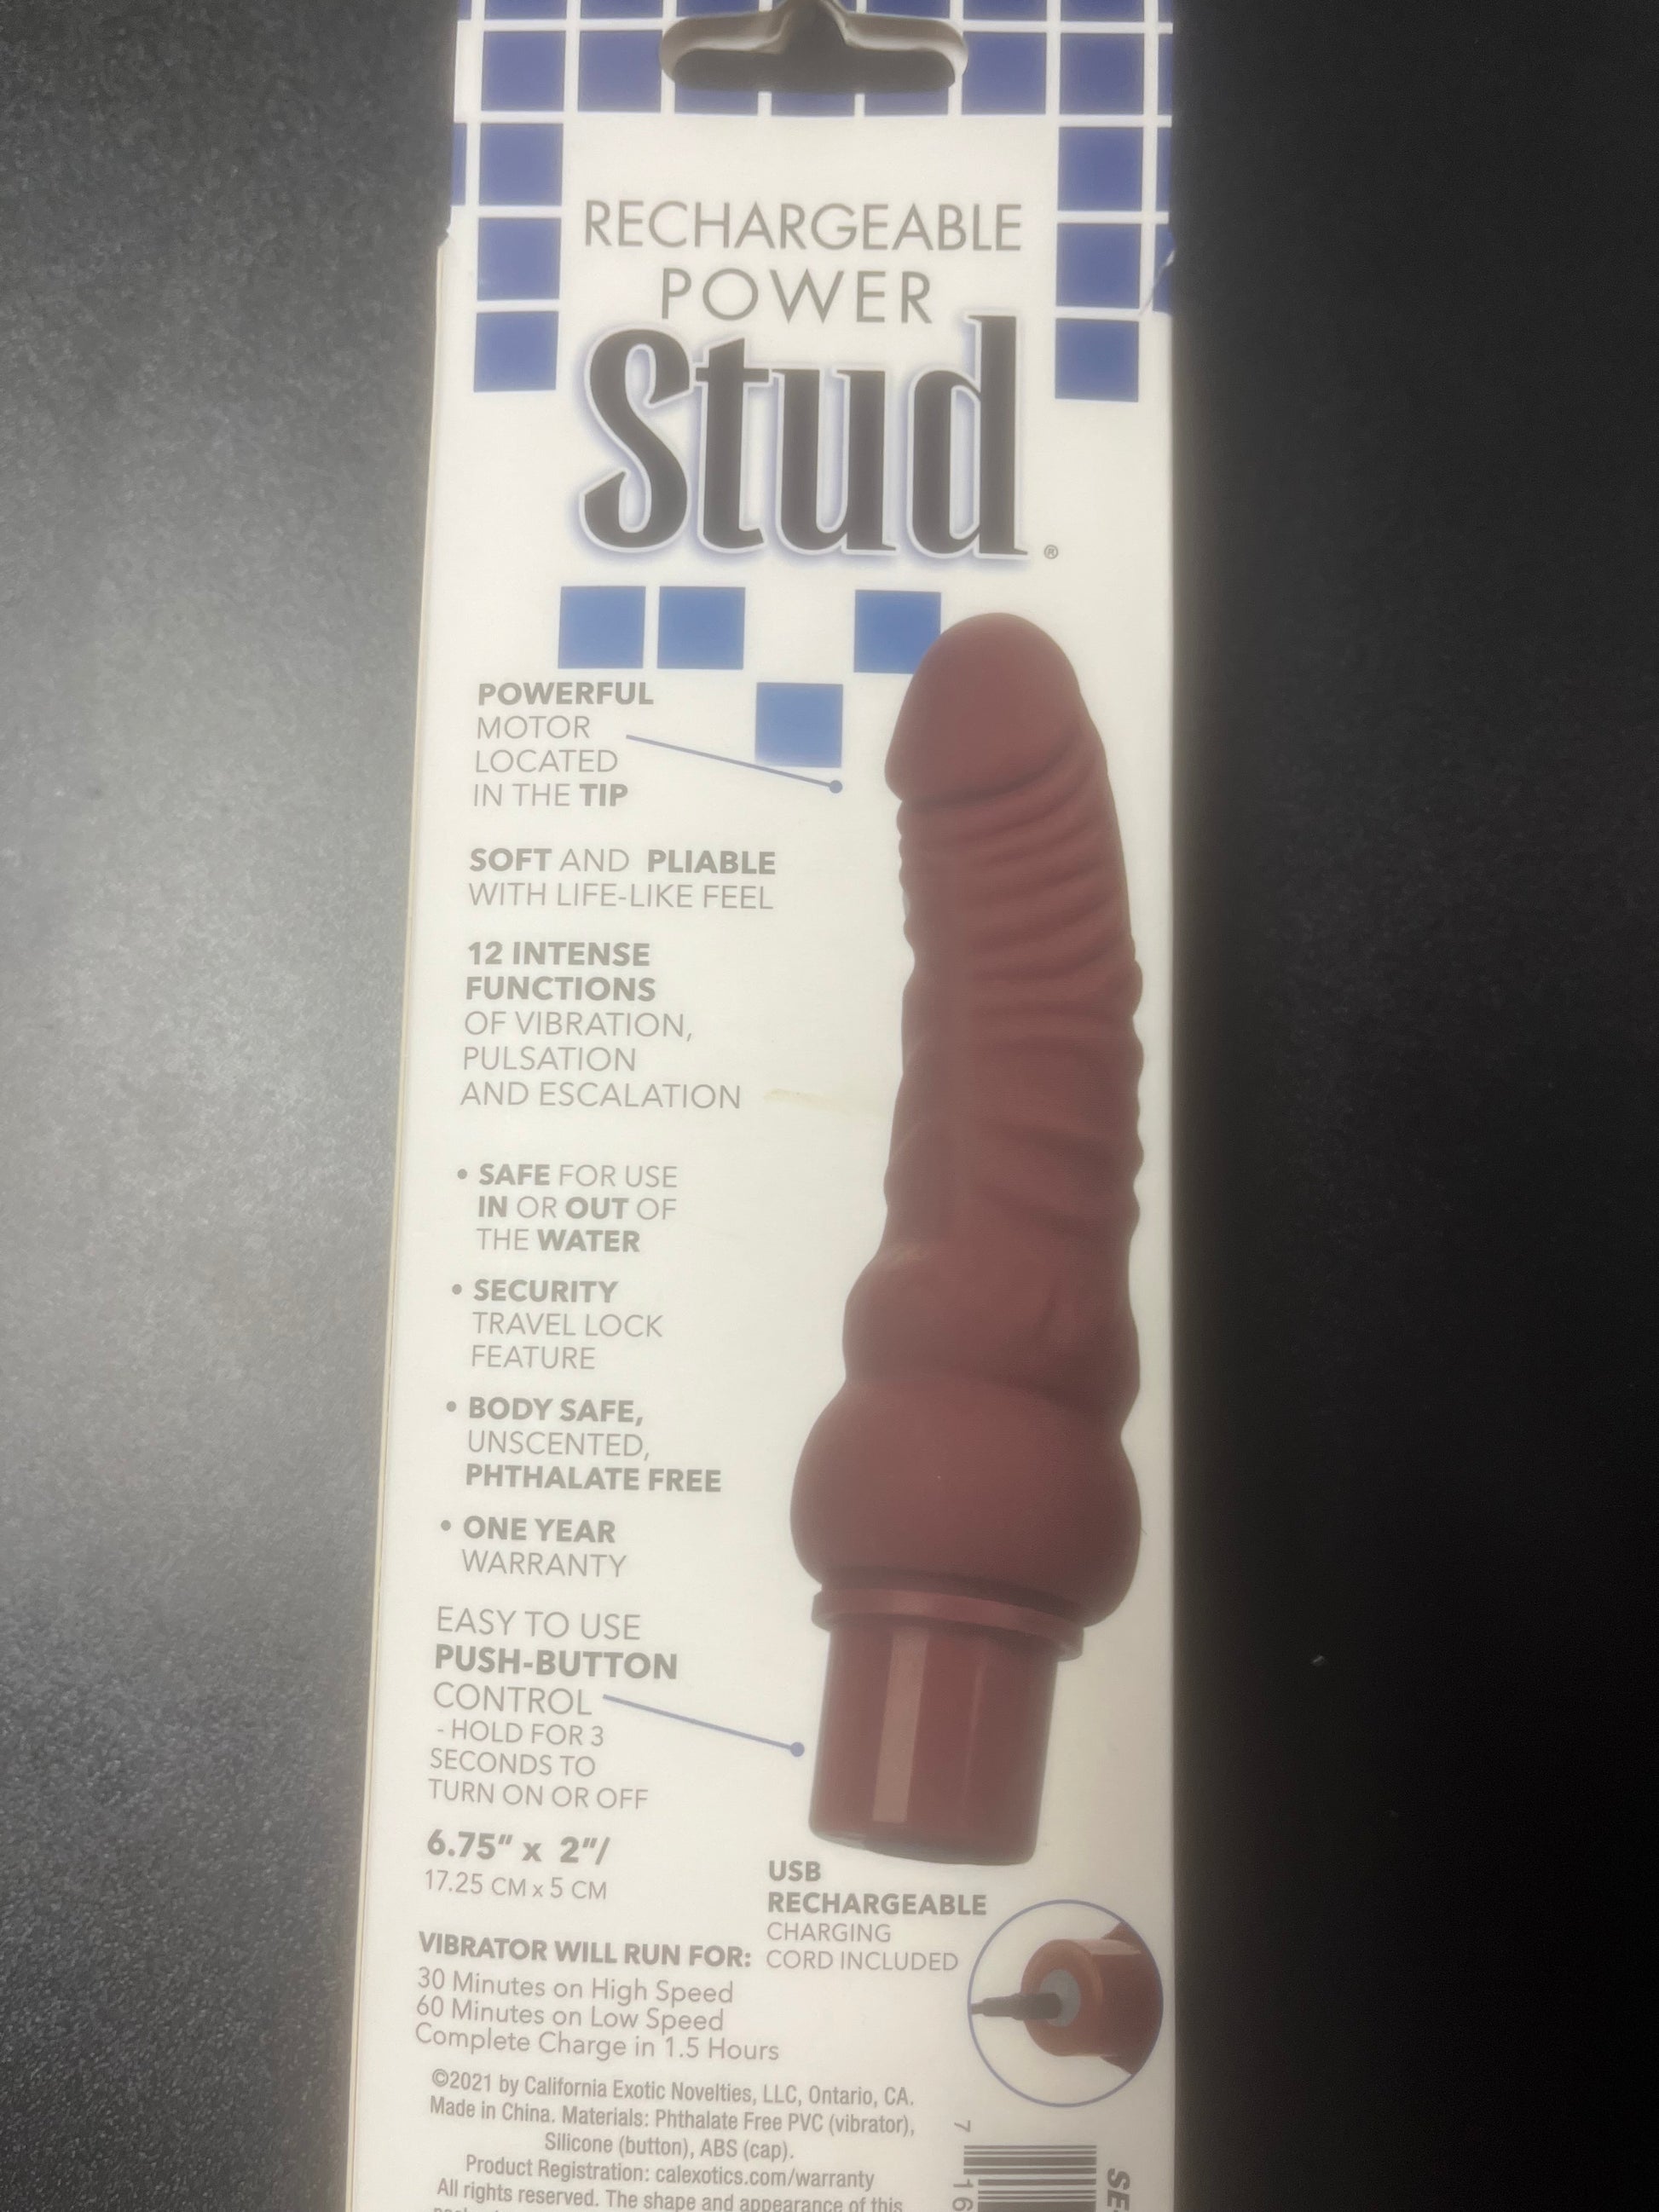 RECHARGEABLE
POWER
Stud®
POWERFUL
MOTOR
LOCATED
IN THE TIP
SOFT AND PLIABLE
WITH LIFE-LIKE FEEL
12 INTENSE
FUNCTIONS
OF VIBRATION,
PULSATION
AND ESCALATION
• SAFE FOR USE
IN OR OUT OF
THE WATER
• SECURITY
TRAVEL LOCK
FEATURE
• BODY SAFE,
UNSCENTED,
PHTHALATE FREE
• ONE YEAR
WARRANTY
EASY TO USE
PUSH-BUTTON
CONTROL
- HOLD FOR 3
SECONDS TO
TURN ON OR OFF
6.75" x 2"/
17.25 CM x 5 CM
USB
RECHARGEABLE
CHARGING
CORD INCLUDED
VIBRATOR WILL RUN FOR:
30 Minutes on High Speed
60 Minutes on Low Speed
Complete Charge in 1.5 Hours
©2021 by California Exotic Novelties, LLC, Ontario, CA.
Made in China. Materials: Phthalate Free PVC (vibrator),
Silicone (button), ABS (cap).
Product Registration: calexotics.com/warranty
All rights reserved. The shape and appearance of this
7 16
SE-